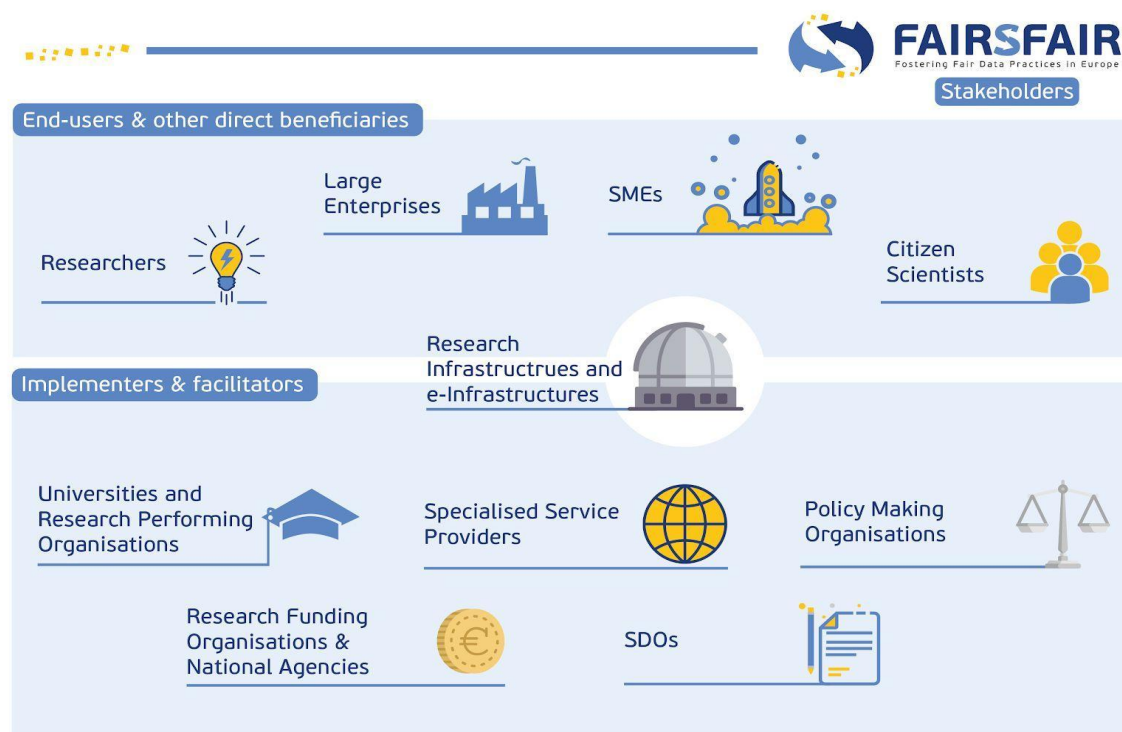 FAIRSFAIR
Fostering Fair Data Practices in Europe
Stakeholders
End-users & other direct beneficiaries
Large
Enterprises
SMEs
Researchers
Citizen
Scientists
Research
Infrastructrues and
e-Infrastructures
Implementers & facilitators
Universities and
Research Performing
Organisations
Specialised Service
Providers
Policy Making
Organisations
Research Funding
Organisations &
National Agencies
€
SDOs